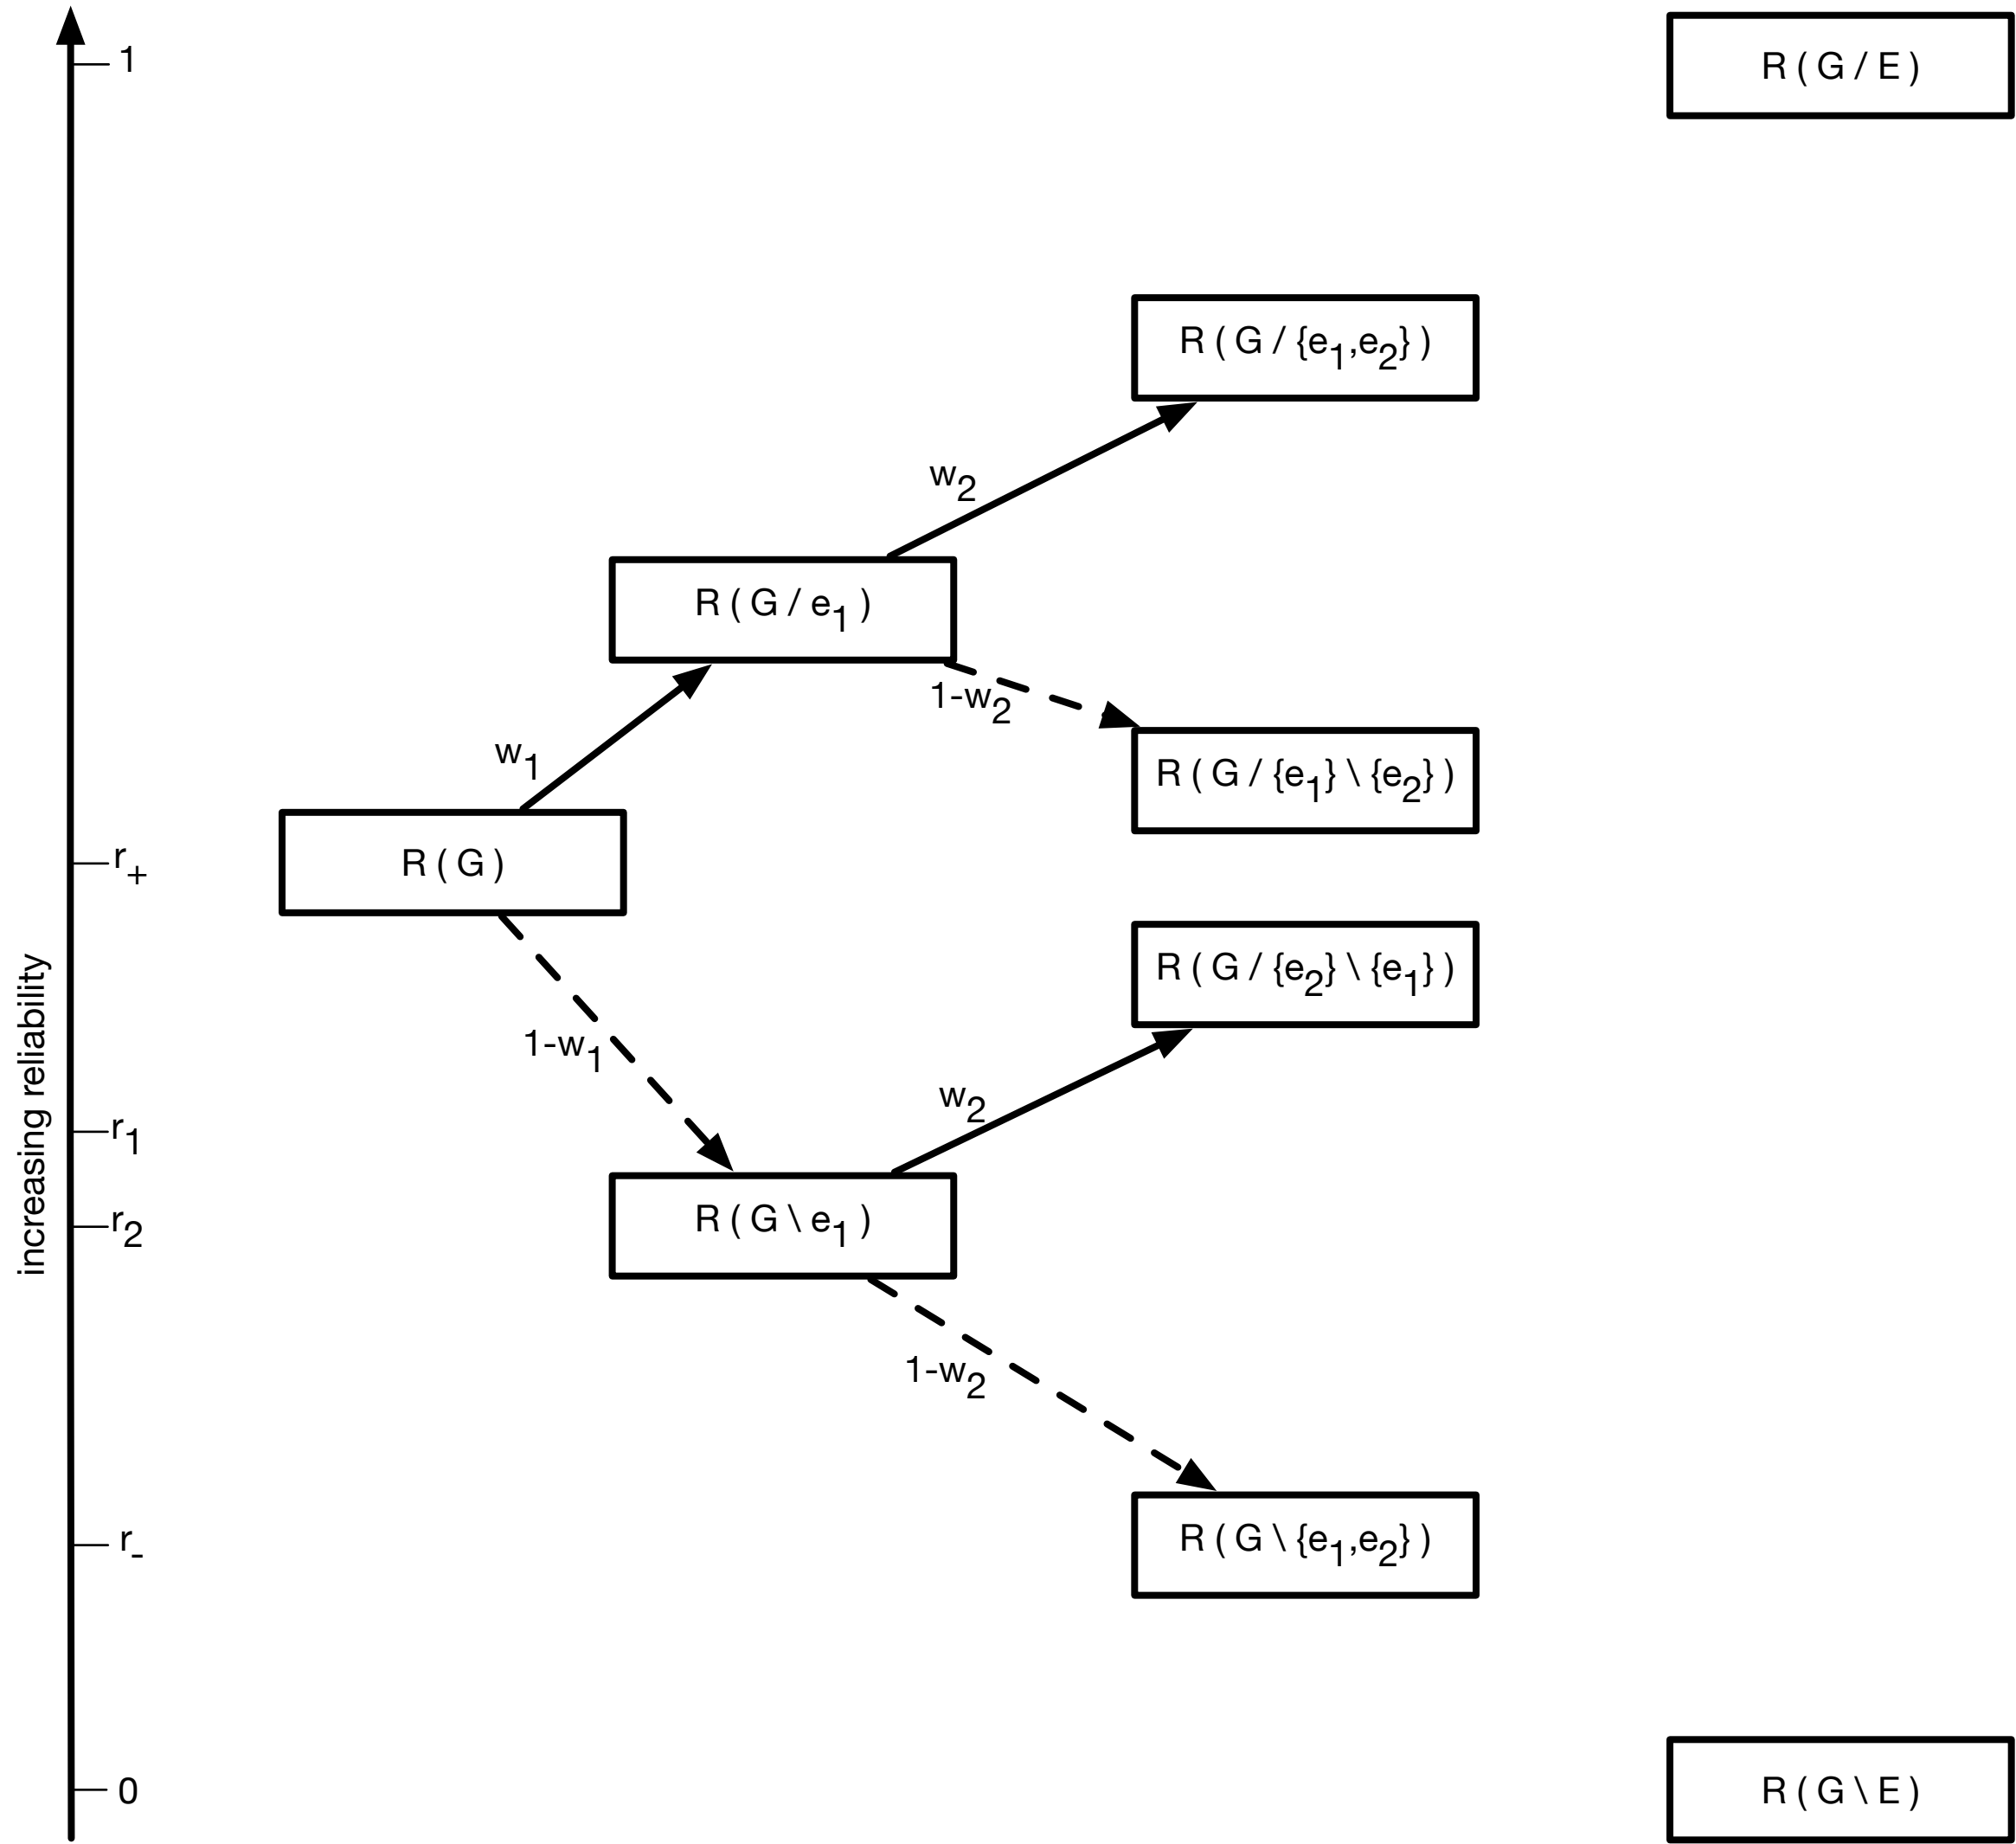 1
R ( G / E )
R ( G / {e1,e2} )
w2
R ( G / e1 )
1-w2
w1
R ( G / {e1} \ {e2} )
R ( G )
r+
R ( G / {e2} \ {e1} )
1-w1
w2
increasing reliability
r1
r2
R ( G \ e1 )
1-w2
r-
R ( G \ {e1,e2} )
0
R ( G \ E )